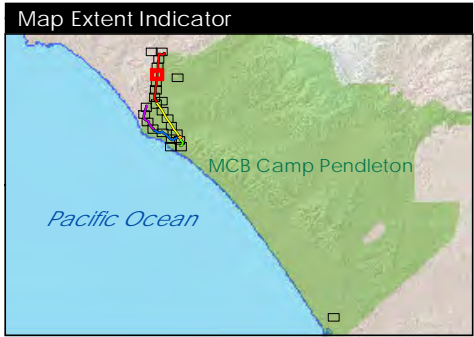 Map Extent Indicator
MCB Camp Pendleton
Pacific Ocean